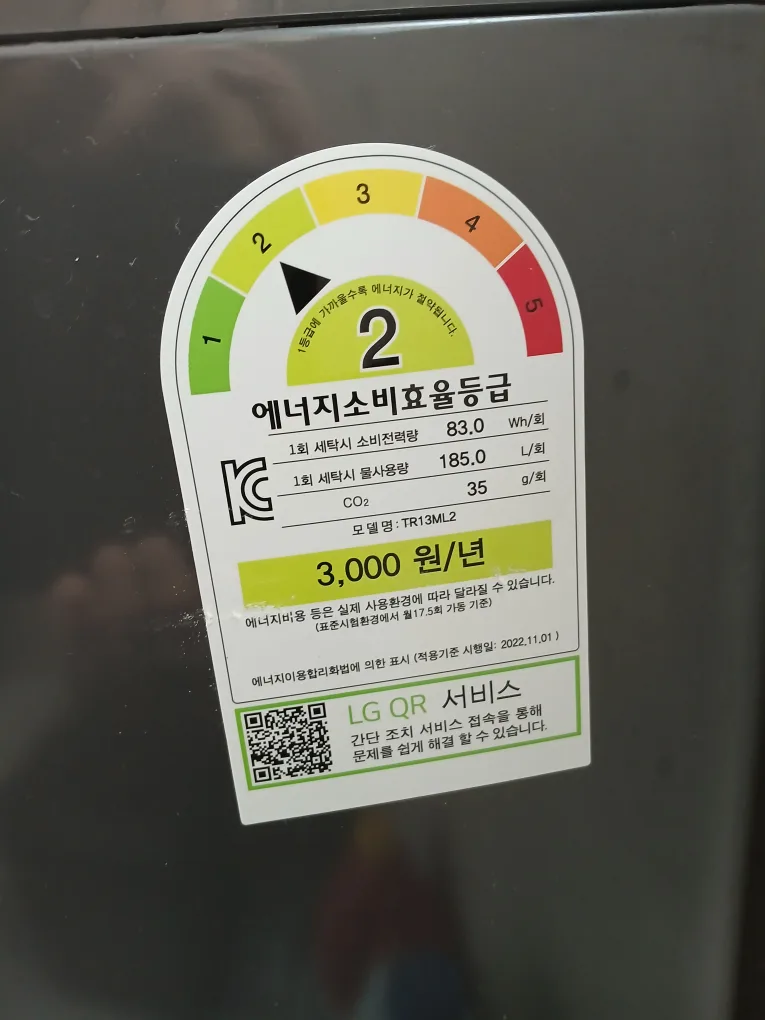 1
2
3
4
5
1등급에 가까울수록 에너지가 절약됩니다.
2
에너지소비효율등급
1회 세탁시 소비전력량 83.0 Wh/회
1회 세탁시 물사용량 185.0 L/회
CO₂ 35 g/회
모델명 : TR13ML2
3,000 원/년
에너지비용 등은 실제 사용환경에 따라 달라질 수 있습니다.
(표준시험환경에서 월17.5회 가동 기준)
에너지이용합리화법에 의한 표시 (적용기준 시행일: 2022.11.01 )
LG QR 서비스
간단 조치 서비스 접속을 통해
문제를 쉽게 해결 할 수 있습니다.